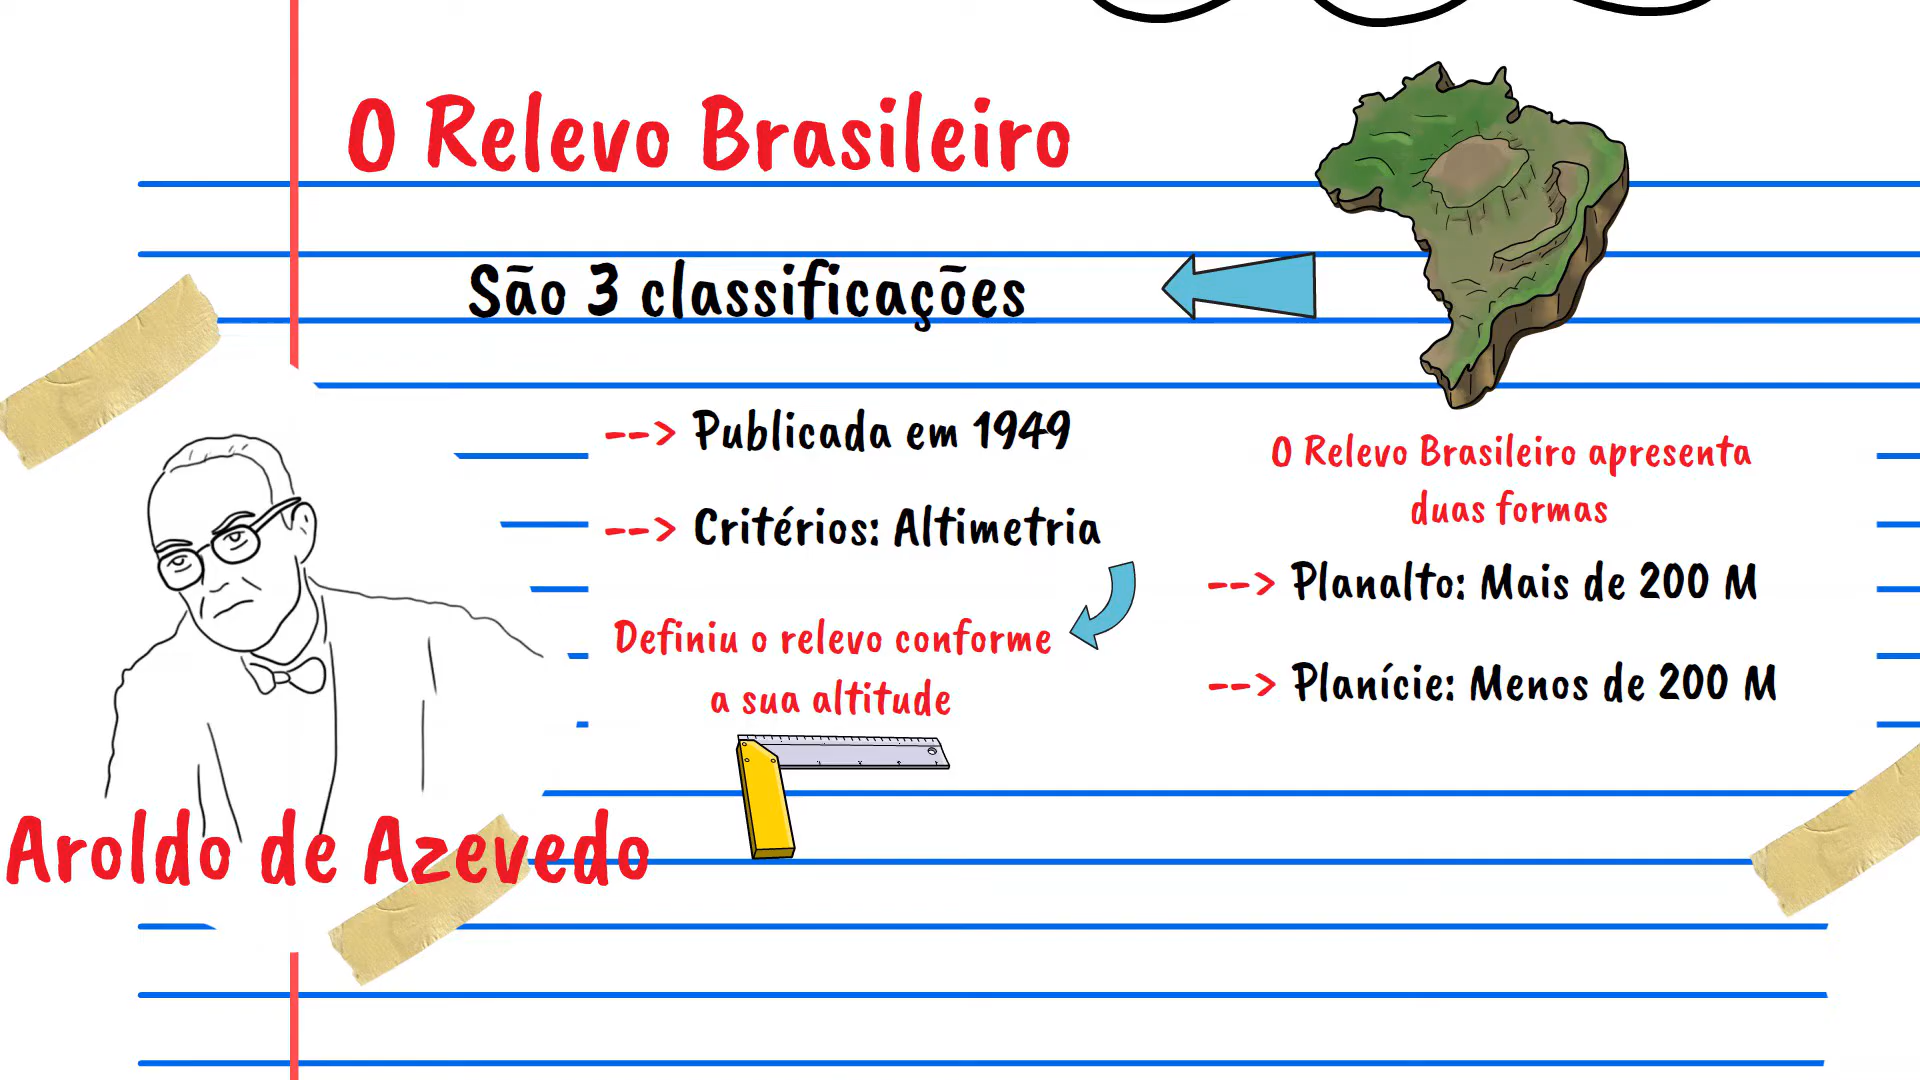 O Relevo Brasileiro
São 3 classificações
--> Publicada em 1949
--> Critérios: Altimetria
Definiu o relevo conforme
a sua altitude
Aroldo de Azevedo
O Relevo Brasileiro apresenta
duas formas
--> Planalto: Mais de 200 M
--> Planície: Menos de 200 M